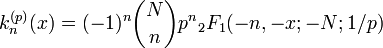 k_n^{(p)}(x) = (-1)^n \binom{N}{n} p^n {}_2F_1(-n, -x; -N; 1/p)